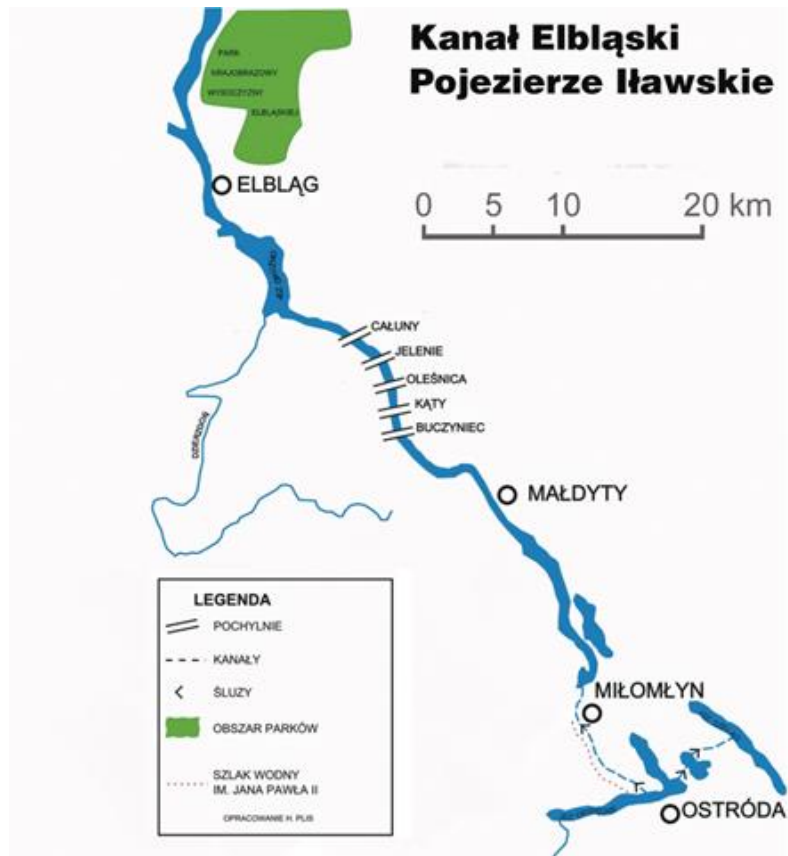 Kanał Elbląski
Pojezierze Iławskie
PARK
KRAJOBRAZOWY
WYSOCZYZNY
ELBLĄSKIEJ
ELBLĄG
0 5 10 20 km
CAŁUNY
JELENIE
OLEŚNICA
KĄTY
BUCZYNIEC
DZIERZGOŃ
MAŁDYTY
LEGENDA
POCHYLNIE
KANAŁY
ŚLUZY
OBSZAR PARKÓW
SZLAK WODNY
IM. JANA PAWŁA II
OPRACOWANIE H. PLIS
MIŁOMŁYN
OSTRÓDA